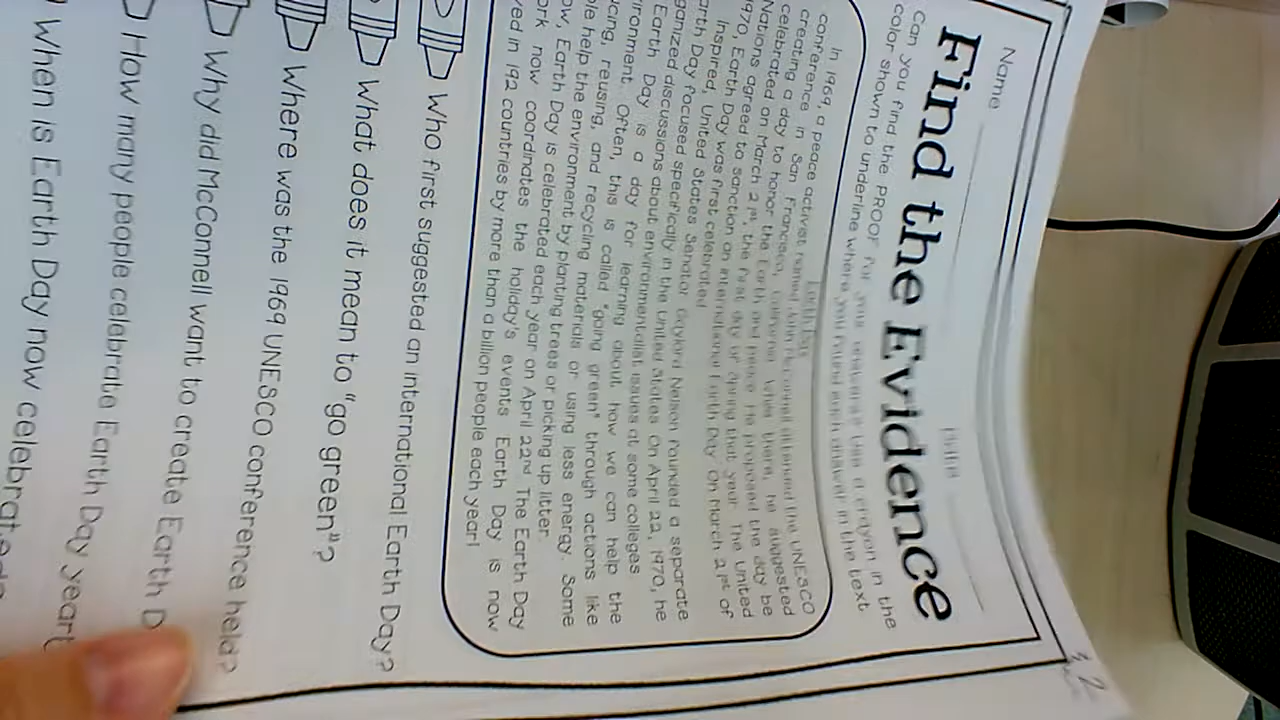 Name
Find the Evidence
Can you find the PROOF for your answers? Use a crayon in the
color shown to underline where you found each answer in the text.
Earth Day
In 1969, a peace activist named John McConnell attended the UNESCO
conference in San Francisco, California. While there, he suggested
creating a day to honor the Earth and peace. He proposed the day be
celebrated on March 21st, the first day of spring that year. The United
Nations agreed to sanction an international Earth Day. On March 21st of
1970, Earth Day was first celebrated.
Inspired, United States Senator Gaylord Nelson founded a separate
Earth Day focused specifically in the United States. On April 22, 1970, he
organized discussions about environmentalist issues at some colleges.
Earth Day is a day for learning about how we can help the
environment. Often, this is called "going green" through actions like
reusing, and recycling materials or using less energy. Some
help the environment by planting trees or picking up litter.
Earth Day is celebrated each year on April 22nd. The Earth Day
now coordinates the holiday's events. Earth Day is now
in 192 countries by more than a billion people each year!
Who first suggested an international Earth Day?
What does it mean to "go green"?
Where was the 1969 UNESCO conference held?
Why did McConnell want to create Earth D
How many people celebrate Earth Day yearl
When is Earth Day now celebrated